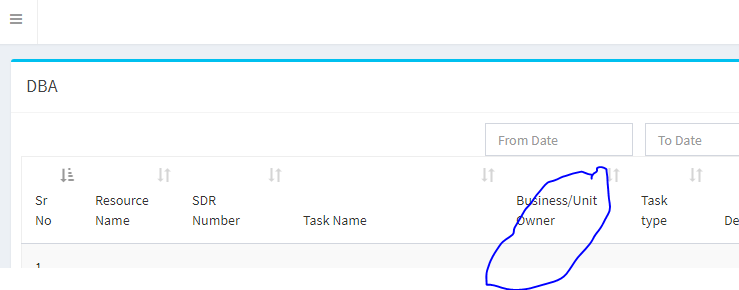 DBA
From Date
To Date
Sr No
Resource Name
SDR Number
Task Name
Business/Unit Owner
Task type
De
1